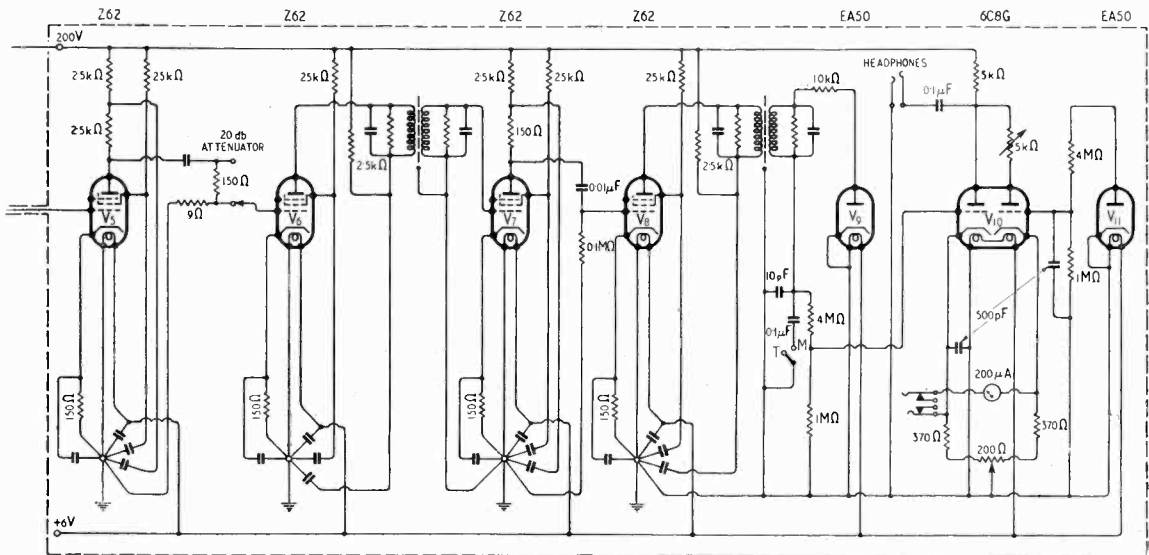 Z62 Z62 Z62 Z62 EA50 6C8G EA50
200V
25kΩ 25kΩ 25kΩ 25kΩ 25kΩ 25kΩ 10kΩ HEADPHONES 5kΩ
0·1μF
25kΩ 20 db ATTENUATOR 2·5kΩ 150Ω 2·5kΩ 5kΩ 4MΩ
150Ω 0·01μF
V5 9Ω V6 V7 V8 V9 V10 V11
0·1MΩ 1MΩ
10pF
0·1μF 4MΩ 500pF
T M
200μA
150Ω 150Ω 150Ω 150Ω 1MΩ 370Ω 370Ω
200Ω
+6V